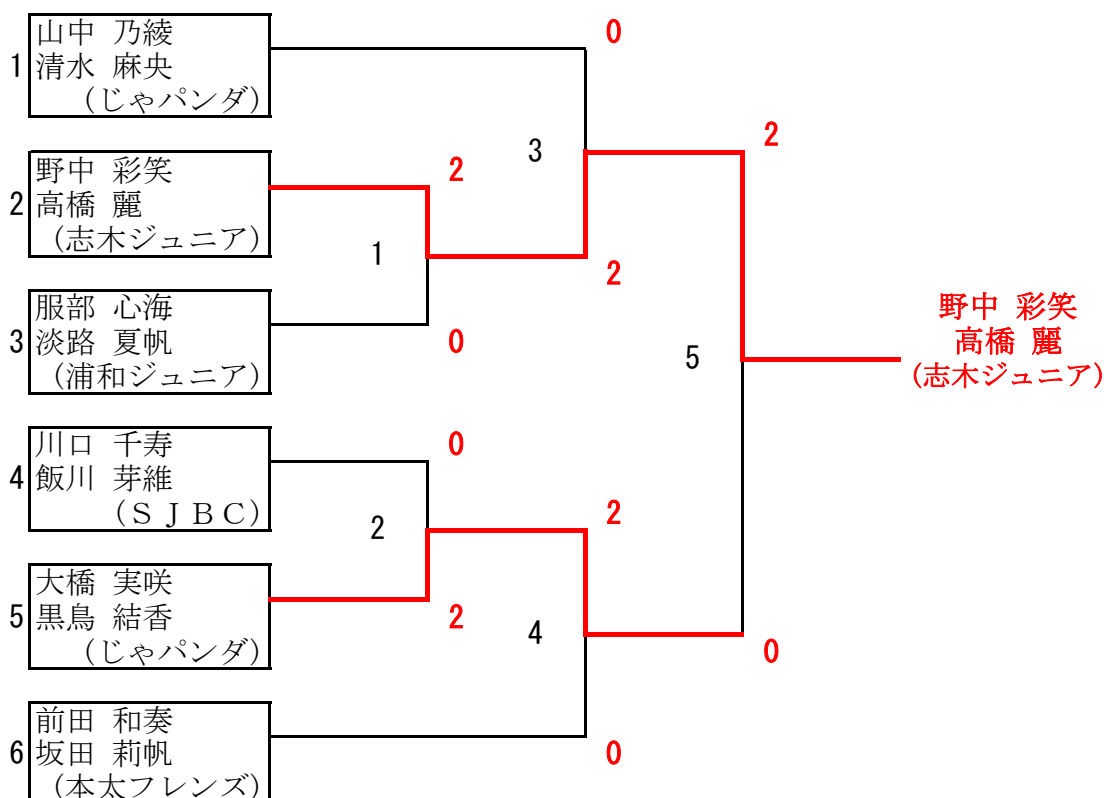 1
山中 乃綾
清水 麻央
(じゃパンダ)
2
野中 彩笑
高橋 麗
(志木ジュニア)
3
服部 心海
淡路 夏帆
(浦和ジュニア)
4
川口 千寿
飯川 芽維
(ＳＪＢＣ)
5
大橋 実咲
黒鳥 結香
(じゃパンダ)
6
前田 和奏
坂田 莉帆
(本太フレンズ)
2
1
0
0
2
2
0
3
2
2
4
0
2
5
0
野中 彩笑
高橋 麗
(志木ジュニア)